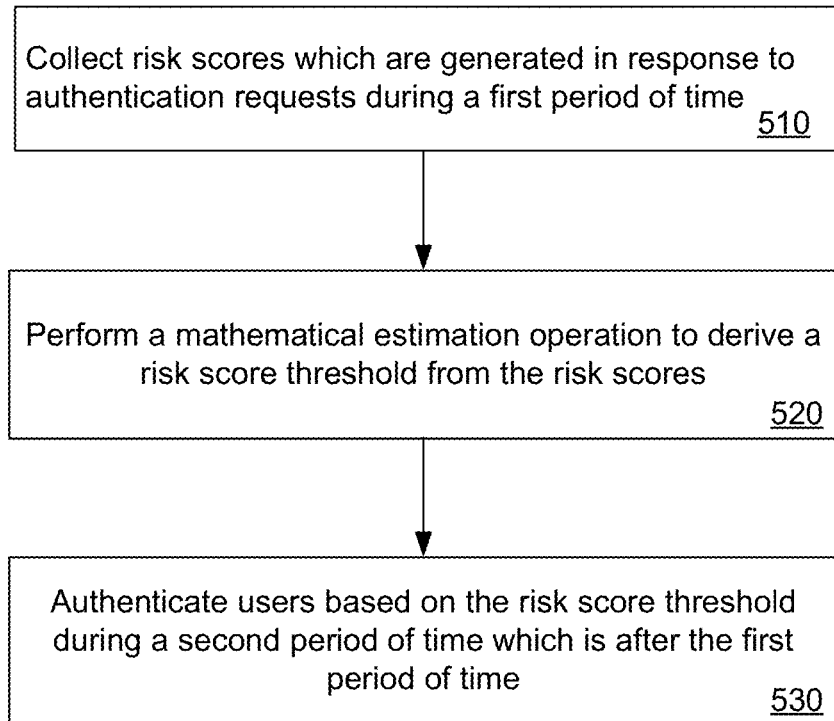 Collect risk scores which are generated in response to
authentication requests during a first period of time
510
Perform a mathematical estimation operation to derive a
risk score threshold from the risk scores
520
Authenticate users based on the risk score threshold
during a second period of time which is after the first
period of time
530